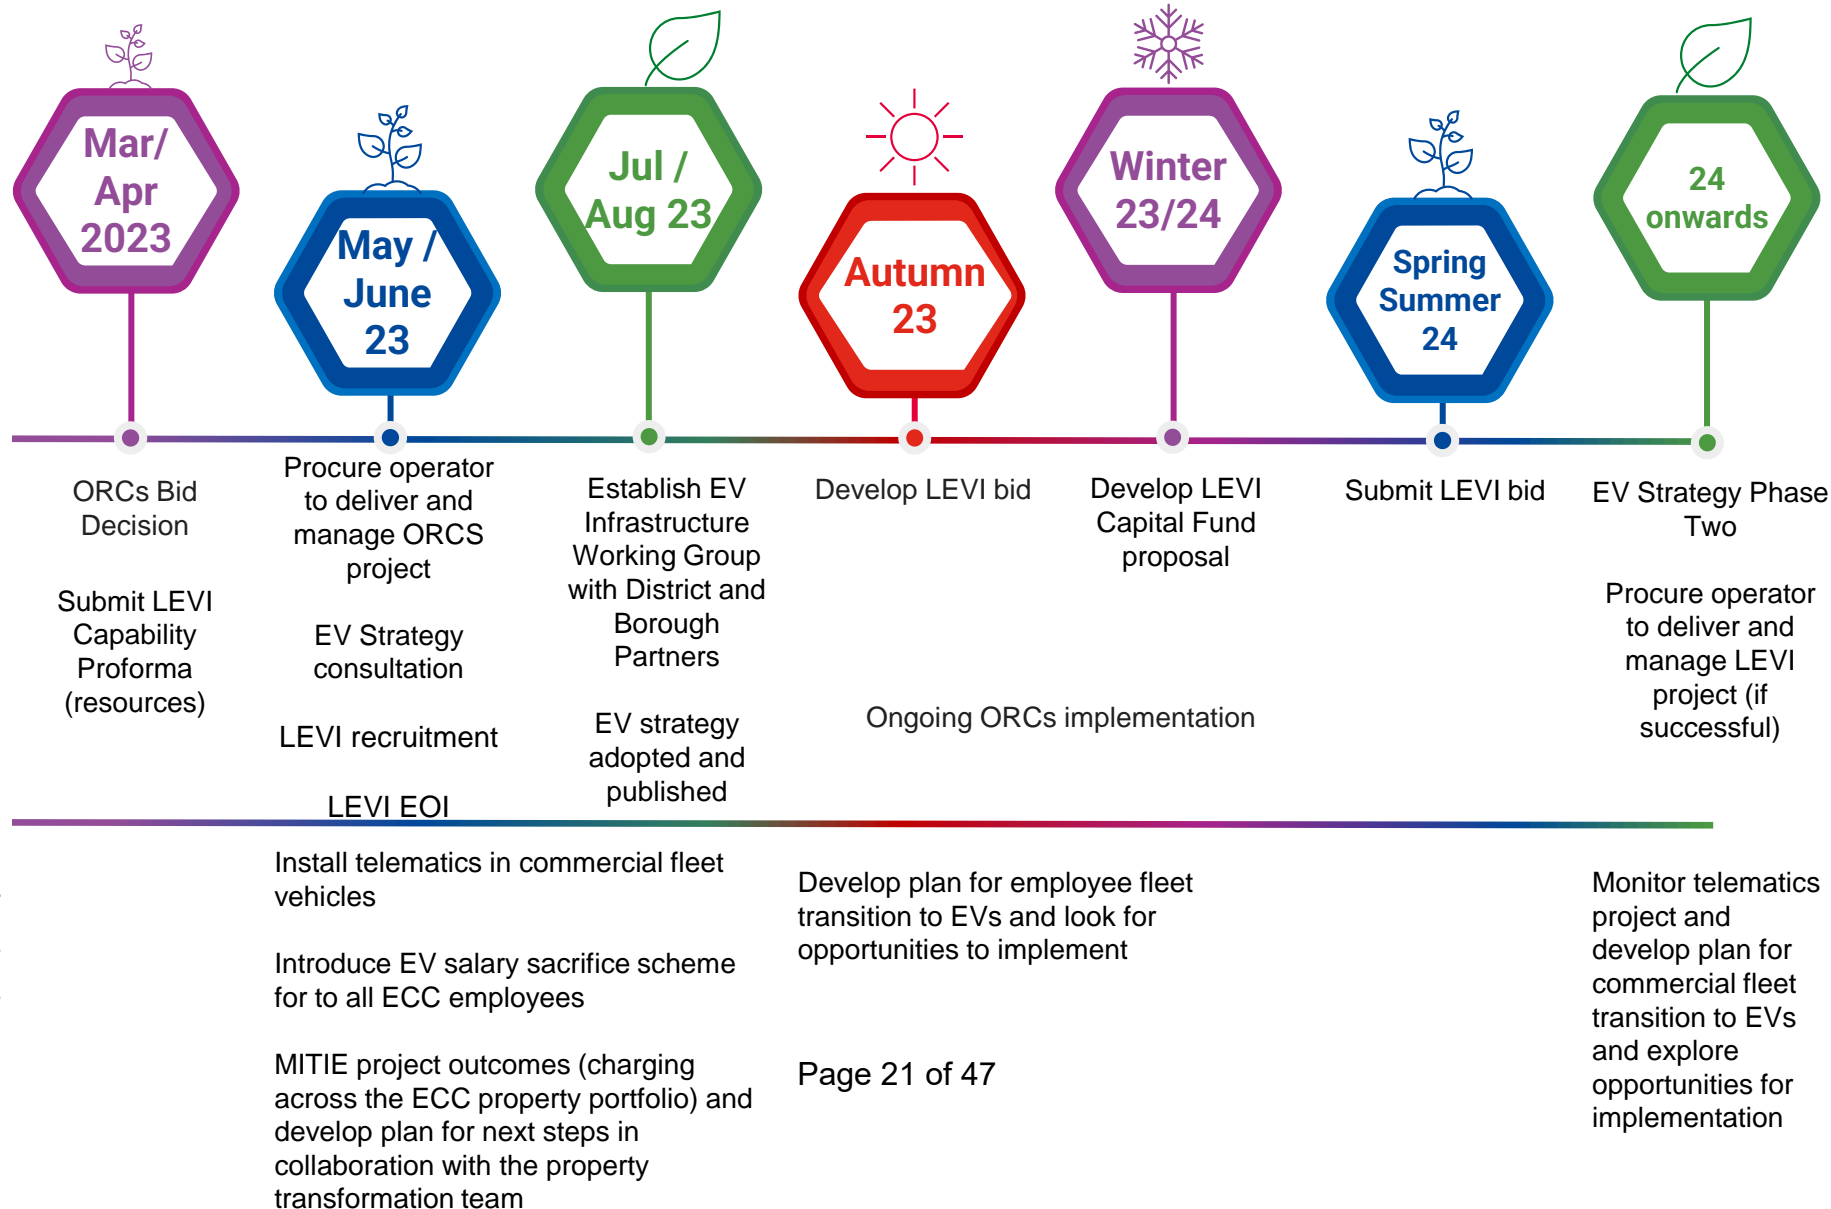 Mar/
Apr
2023
May /
June
23
Jul /
Aug 23
Autumn
23
Winter
23/24
Spring
Summer
24
24
onwards
ORCs Bid
Decision
Submit LEVI
Capability
Proforma
(resources)
Procure operator
to deliver and
manage ORCS
project
EV Strategy
consultation
LEVI recruitment
LEVI EOI
Establish EV
Infrastructure
Working Group
with District and
Borough
Partners
EV strategy
adopted and
published
Develop LEVI bid
Develop LEVI
Capital Fund
proposal
Ongoing ORCs implementation
Submit LEVI bid
EV Strategy Phase
Two
Procure operator
to deliver and
manage LEVI
project (if
successful)
Install telematics in commercial fleet
vehicles
Introduce EV salary sacrifice scheme
for to all ECC employees
MITIE project outcomes (charging
across the ECC property portfolio) and
develop plan for next steps in
collaboration with the property
transformation team
Develop plan for employee fleet
transition to EVs and look for
opportunities to implement
Page 21 of 47
Monitor telematics
project and
develop plan for
commercial fleet
transition to EVs
and explore
opportunities for
implementation